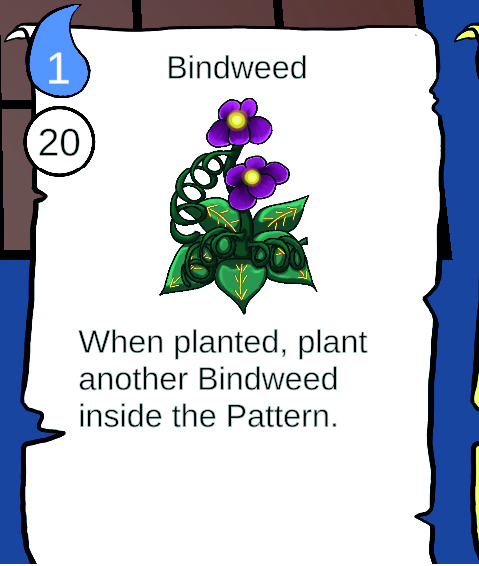 1
Bindweed
20
When planted, plant
another Bindweed
inside the Pattern.